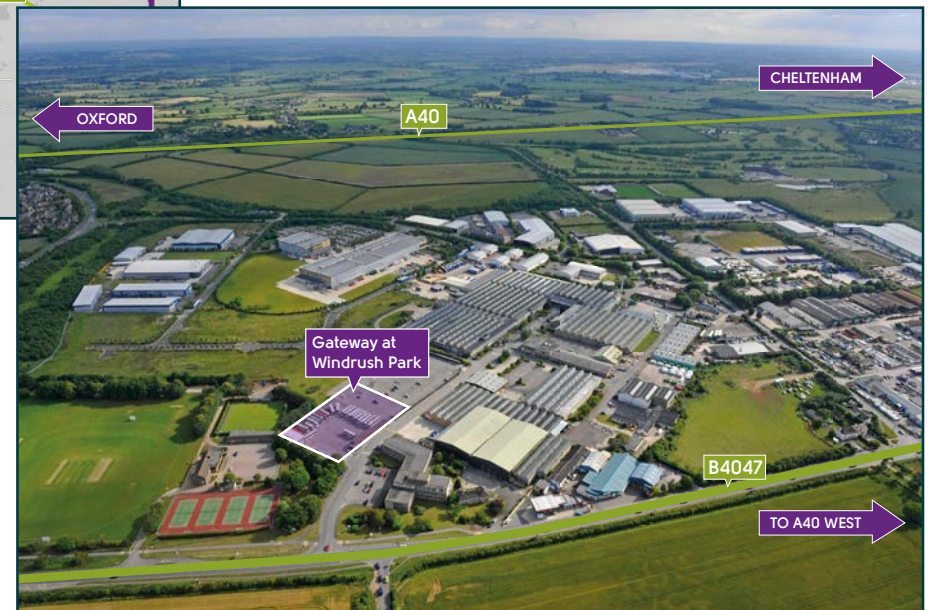 CHELTENHAM
OXFORD
A40
Gateway at
Windrush Park
B4047
TO A40 WEST